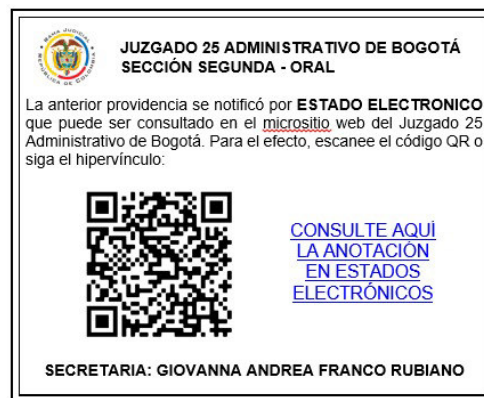 JUZGADO 25 ADMINISTRATIVO DE BOGOTÁ
SECCIÓN SEGUNDA - ORAL
La anterior providencia se notificó por ESTADO ELECTRONICO
que puede ser consultado en el micrositio web del Juzgado 25
Administrativo de Bogotá. Para el efecto, escanee el código QR o
siga el hipervínculo:
CONSULTE AQUÍ
LA ANOTACIÓN
EN ESTADOS
ELECTRÓNICOS
SECRETARIA: GIOVANNA ANDREA FRANCO RUBIANO